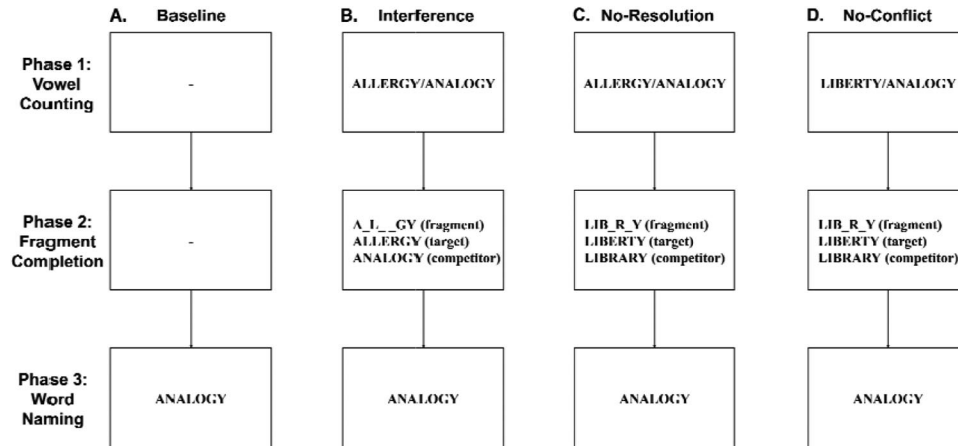 A. Baseline
B. Interference
C. No-Resolution
D. No-Conflict
Phase 1:
Vowel
Counting
-
ALLERGY/ANALOGY
ALLERGY/ANALOGY
LIBERTY/ANALOGY
Phase 2:
Fragment
Completion
-
A_L_ _GY (fragment)
ALLERGY (target)
ANALOGY (competitor)
LIB_R_Y (fragment)
LIBERTY (target)
LIBRARY (competitor)
LIB_R_Y (fragment)
LIBERTY (target)
LIBRARY (competitor)
Phase 3:
Word
Naming
ANALOGY
ANALOGY
ANALOGY
ANALOGY